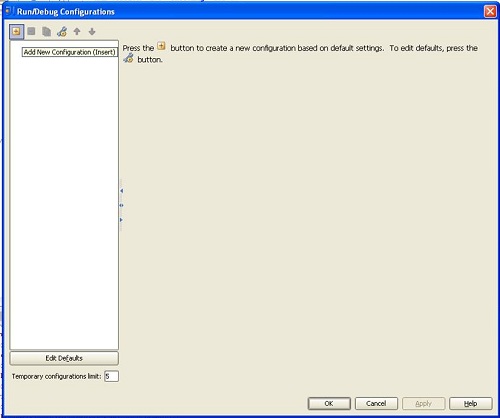 Run/Debug Configurations
Add New Configuration (Insert)
Press the button to create a new configuration based on default settings. To edit defaults, press the
button.
Edit Defaults
Temporary configurations limit: 5
OK Cancel Apply Help